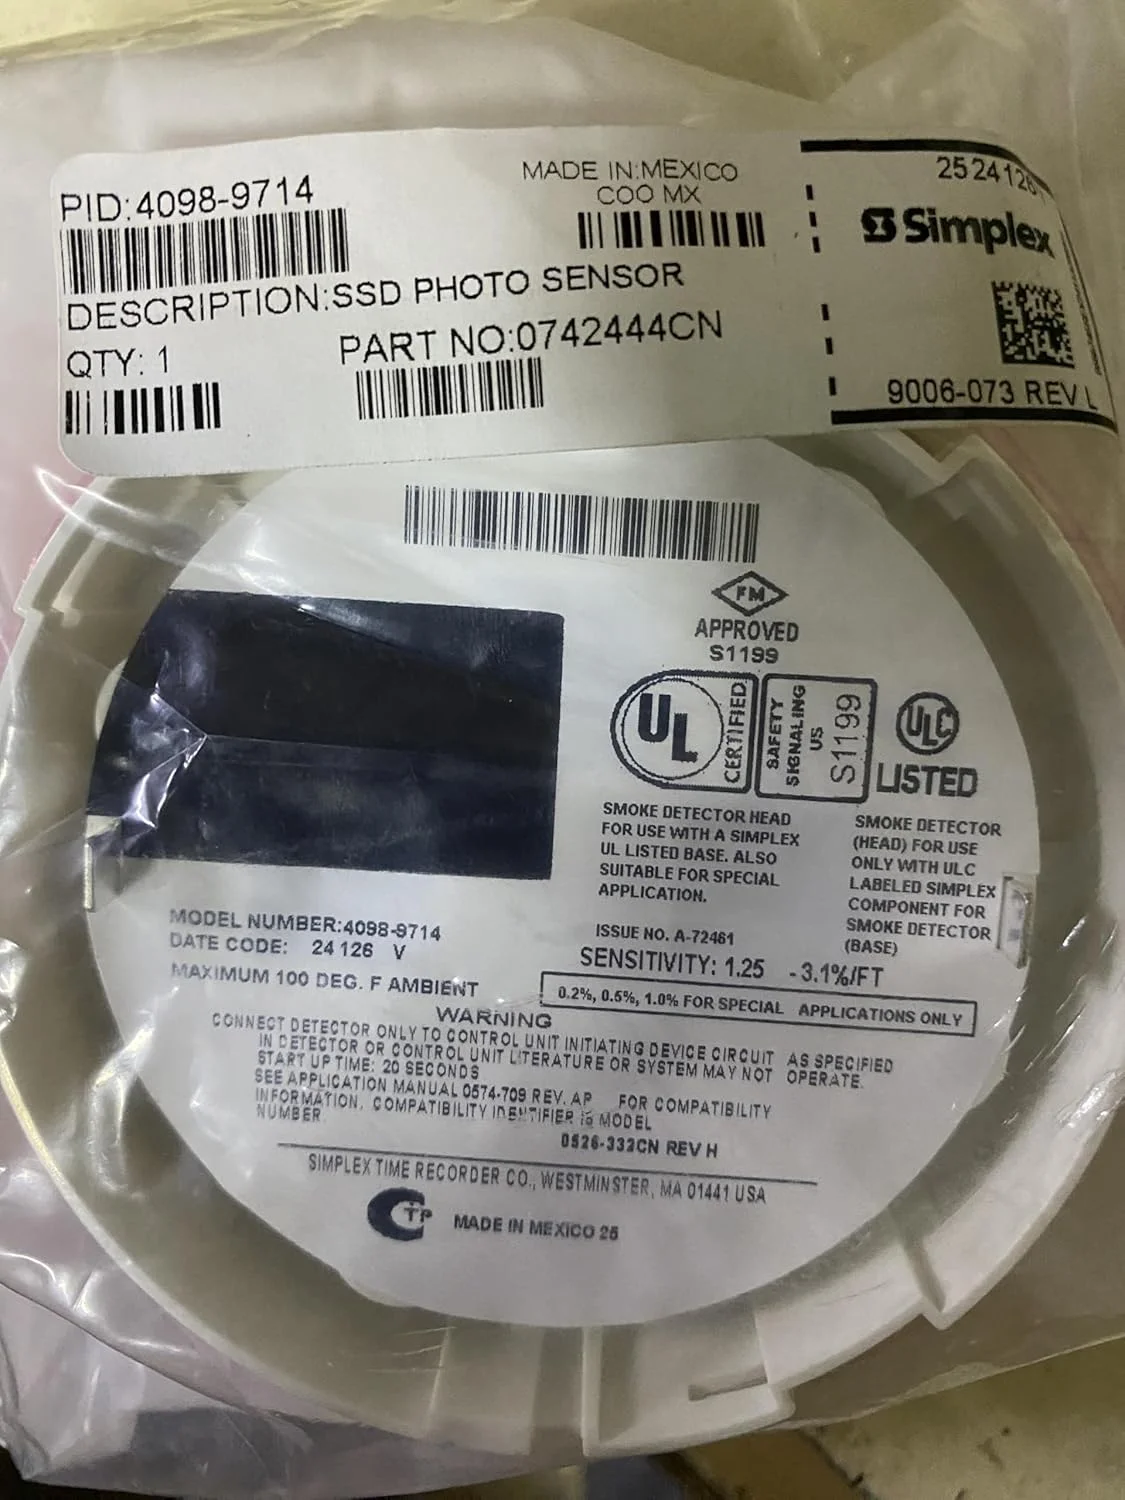 PID:4098-9714
MADE IN:MEXICO
COO MX
DESCRIPTION:SSD PHOTO SENSOR
QTY: 1
PART NO:0742444CN
Simplex
9006-073 REV L
FM
APPROVED
S1199
UL
CERTIFIED
SAFETY
SIGNALING
US
S1199
ULC
LISTED
SMOKE DETECTOR HEAD
FOR USE WITH A SIMPLEX
UL LISTED BASE. ALSO
SUITABLE FOR SPECIAL
APPLICATION.
SMOKE DETECTOR
(HEAD) FOR USE
ONLY WITH ULC
LABELED SIMPLEX
COMPONENT FOR
SMOKE DETECTOR
(BASE)
ISSUE NO. A-72461
SENSITIVITY: 1.25 -3.1%/FT
0.2%, 0.5%, 1.0% FOR SPECIAL APPLICATIONS ONLY
MODEL NUMBER:4098-9714
DATE CODE: 24126 V
MAXIMUM 100 DEG. F AMBIENT
WARNING
CONNECT DETECTOR ONLY TO CONTROL UNIT INITIATING DEVICE CIRCUIT AS SPECIFIED
IN DETECTOR OR CONTROL UNIT LITERATURE OR SYSTEM MAY NOT OPERATE.
START UP TIME: 20 SECONDS
SEE APPLICATION MANUAL 0574-709 REV. AP FOR COMPATIBILITY
INFORMATION. COMPATIBILITY IDENTIFIER IS MODEL
NUMBER
0526-332CN REV H
SIMPLEX TIME RECORDER CO., WESTMINSTER, MA 01441 USA
MADE IN MEXICO 25